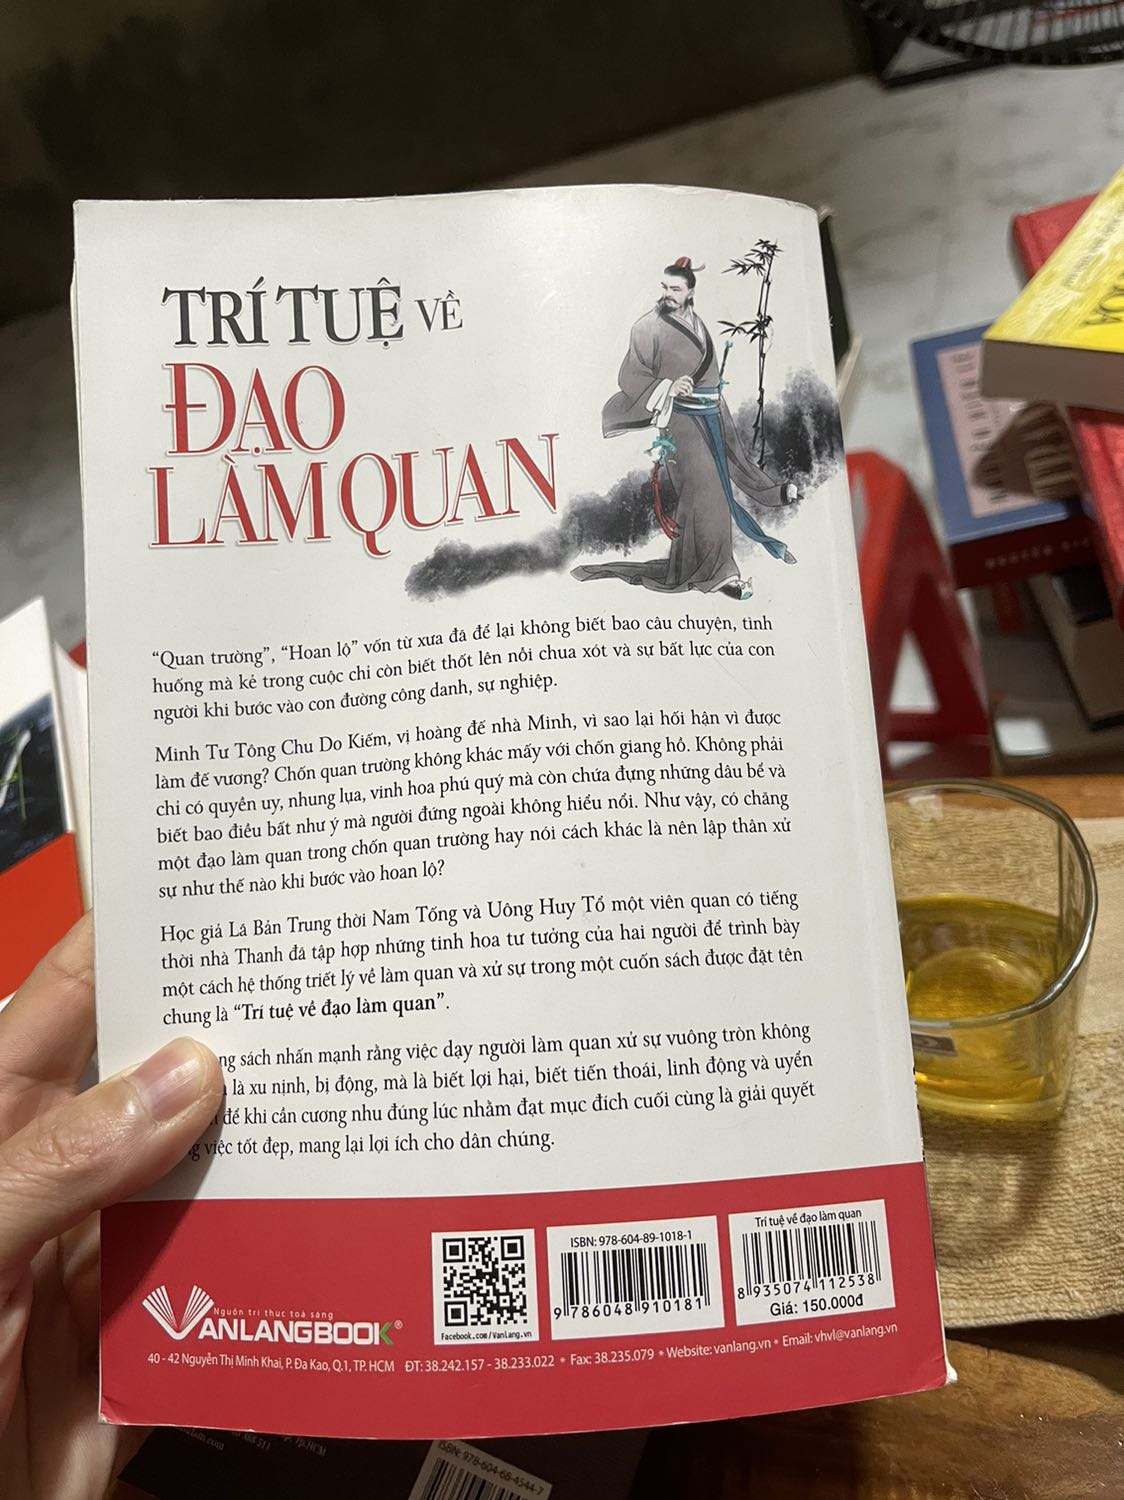 TRÍ TUỆ VỀ
ĐẠO
LÀM QUAN
“Quan trường”, “Hoan lộ” vốn từ xưa đã để lại không biết bao câu chuyện, tình
huống mà kẻ trong cuộc chỉ còn biết thốt lên nỗi chua xót và sự bất lực của con
người khi bước vào con đường công danh, sự nghiệp.
Minh Tư Tông Chu Do Kiếm, vị hoàng đế nhà Minh, vì sao lại hối hận vì được
làm đế vương? Chốn quan trường không khác mấy với chốn giang hồ. Không phải
chỉ có quyền uy, nhung lụa, vinh hoa phú quý mà còn chứa đựng những dâu bể và
biết bao điều bất như ý mà người đứng ngoài không hiểu nổi. Như vậy, có chăng
một đạo làm quan trong chốn quan trường hay nói cách khác là nên lập thân xử
sự như thế nào khi bước vào hoan lộ?
Học giả Lã Bản Trung thời Nam Tống và Uông Huy Tổ một viên quan có tiếng
thời nhà Thanh đã tập hợp những tinh hoa tư tưởng của hai người để trình bày
một cách hệ thống triết lý về làm quan và xử sự trong một cuốn sách được đặt tên
chung là “Trí tuệ về đạo làm quan”.
sách nhấn mạnh rằng việc dạy người làm quan xử sự vuông tròn không
là xu nịnh, bị động, mà là biết lợi hại, biết tiến thoái, linh động và uyển
để khi cần cương nhu đúng lúc nhằm đạt mục đích cuối cùng là giải quyết
việc tốt đẹp, mang lại lợi ích cho dân chúng.
Nguồn tri thức toả sáng
VANLANGBOOK®
Facebook.com/Vanlang.vn
ISBN: 978-604-89-1018-1
9 786048 910181
Trí tuệ về đạo làm quan
8 935074 112538
Giá: 150.000đ
40 - 42 Nguyễn Thị Minh Khai, P. Đa Kao, Q.1, TP. HCM ĐT: 38.242.157 - 38.233.022 * Fax: 38.235.079 * Website: vanlang.vn * Email: vhvl@vanlang.vn
TP.HCM
ISBN: 978-604-68-4544-7